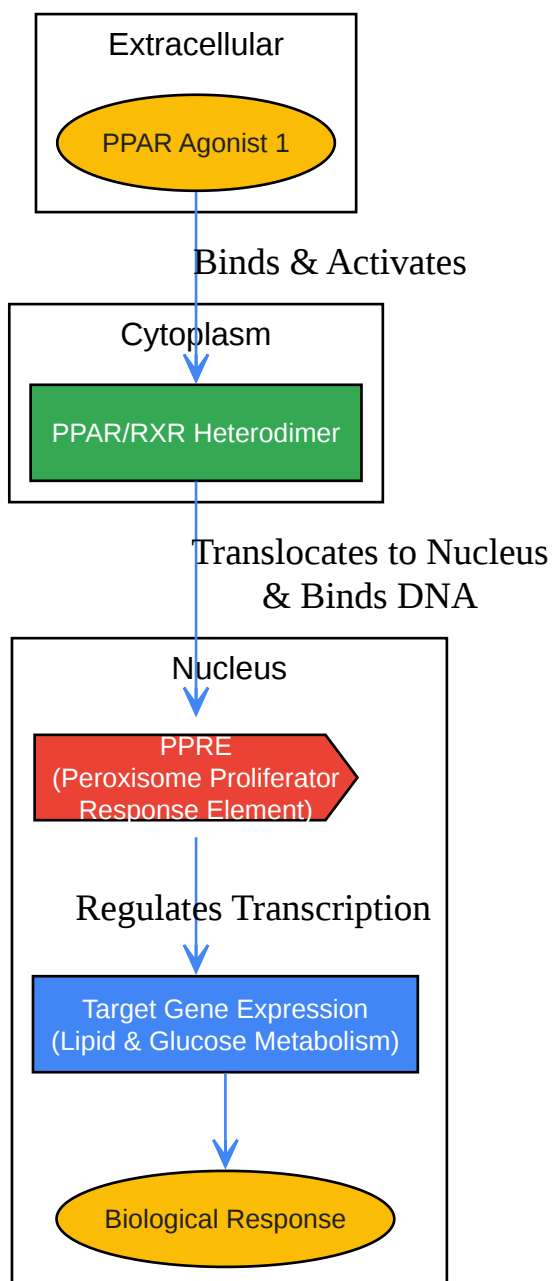 Extracellular
PPAR Agonist 1
Binds & Activates
Cytoplasm
PPAR/RXR Heterodimer
Translocates to Nucleus
& Binds DNA
Nucleus
PPRE
(Peroxisome Proliferator
Response Element)
Regulates Transcription
Target Gene Expression
(Lipid & Glucose Metabolism)
Biological Response